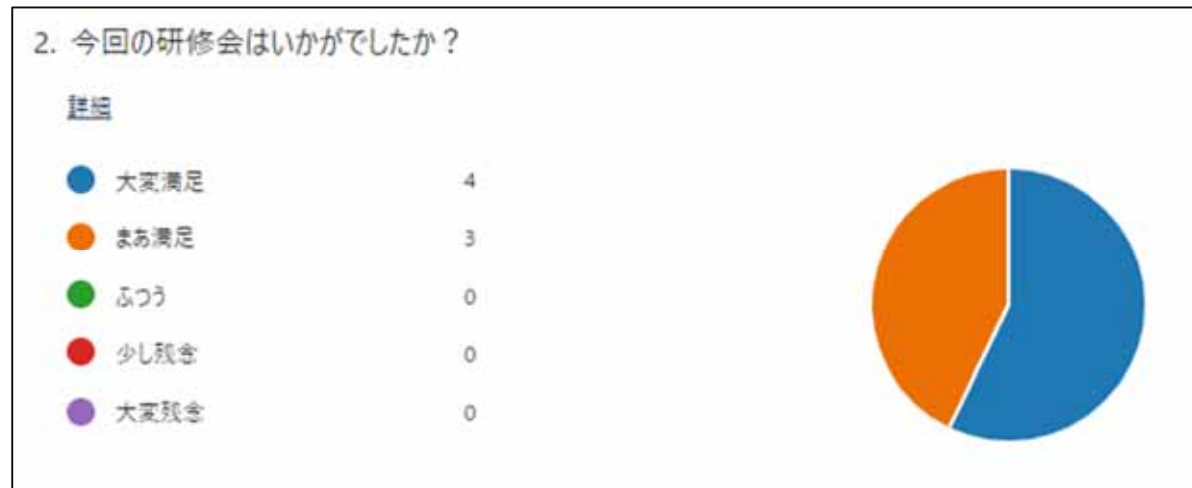 2. 今回の研修会はいかがでしたか？
詳細
大変満足 4
まあ満足 3
ふつう 0
少し残念 0
大変残念 0